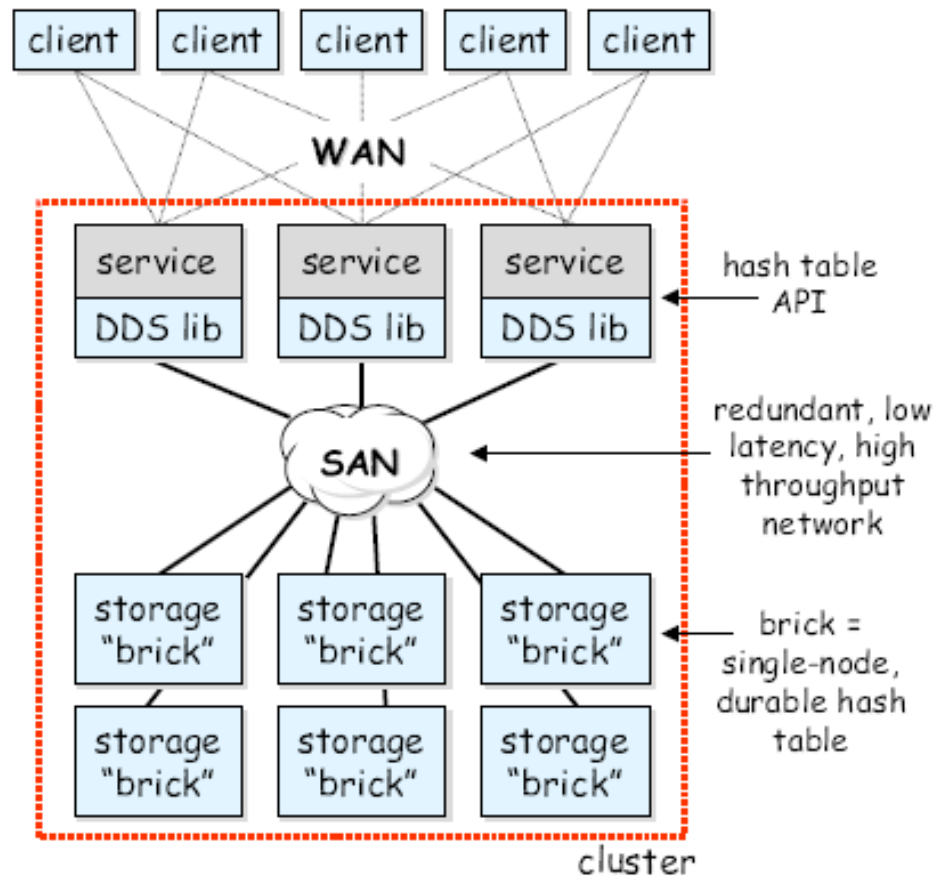 client client client client client
WAN
service service service
DDS lib DDS lib DDS lib
hash table
API
SAN
redundant, low
latency, high
throughput
network
storage storage storage
"brick" "brick" "brick"
brick =
single-node,
durable hash
table
storage storage storage
"brick" "brick" "brick"
cluster